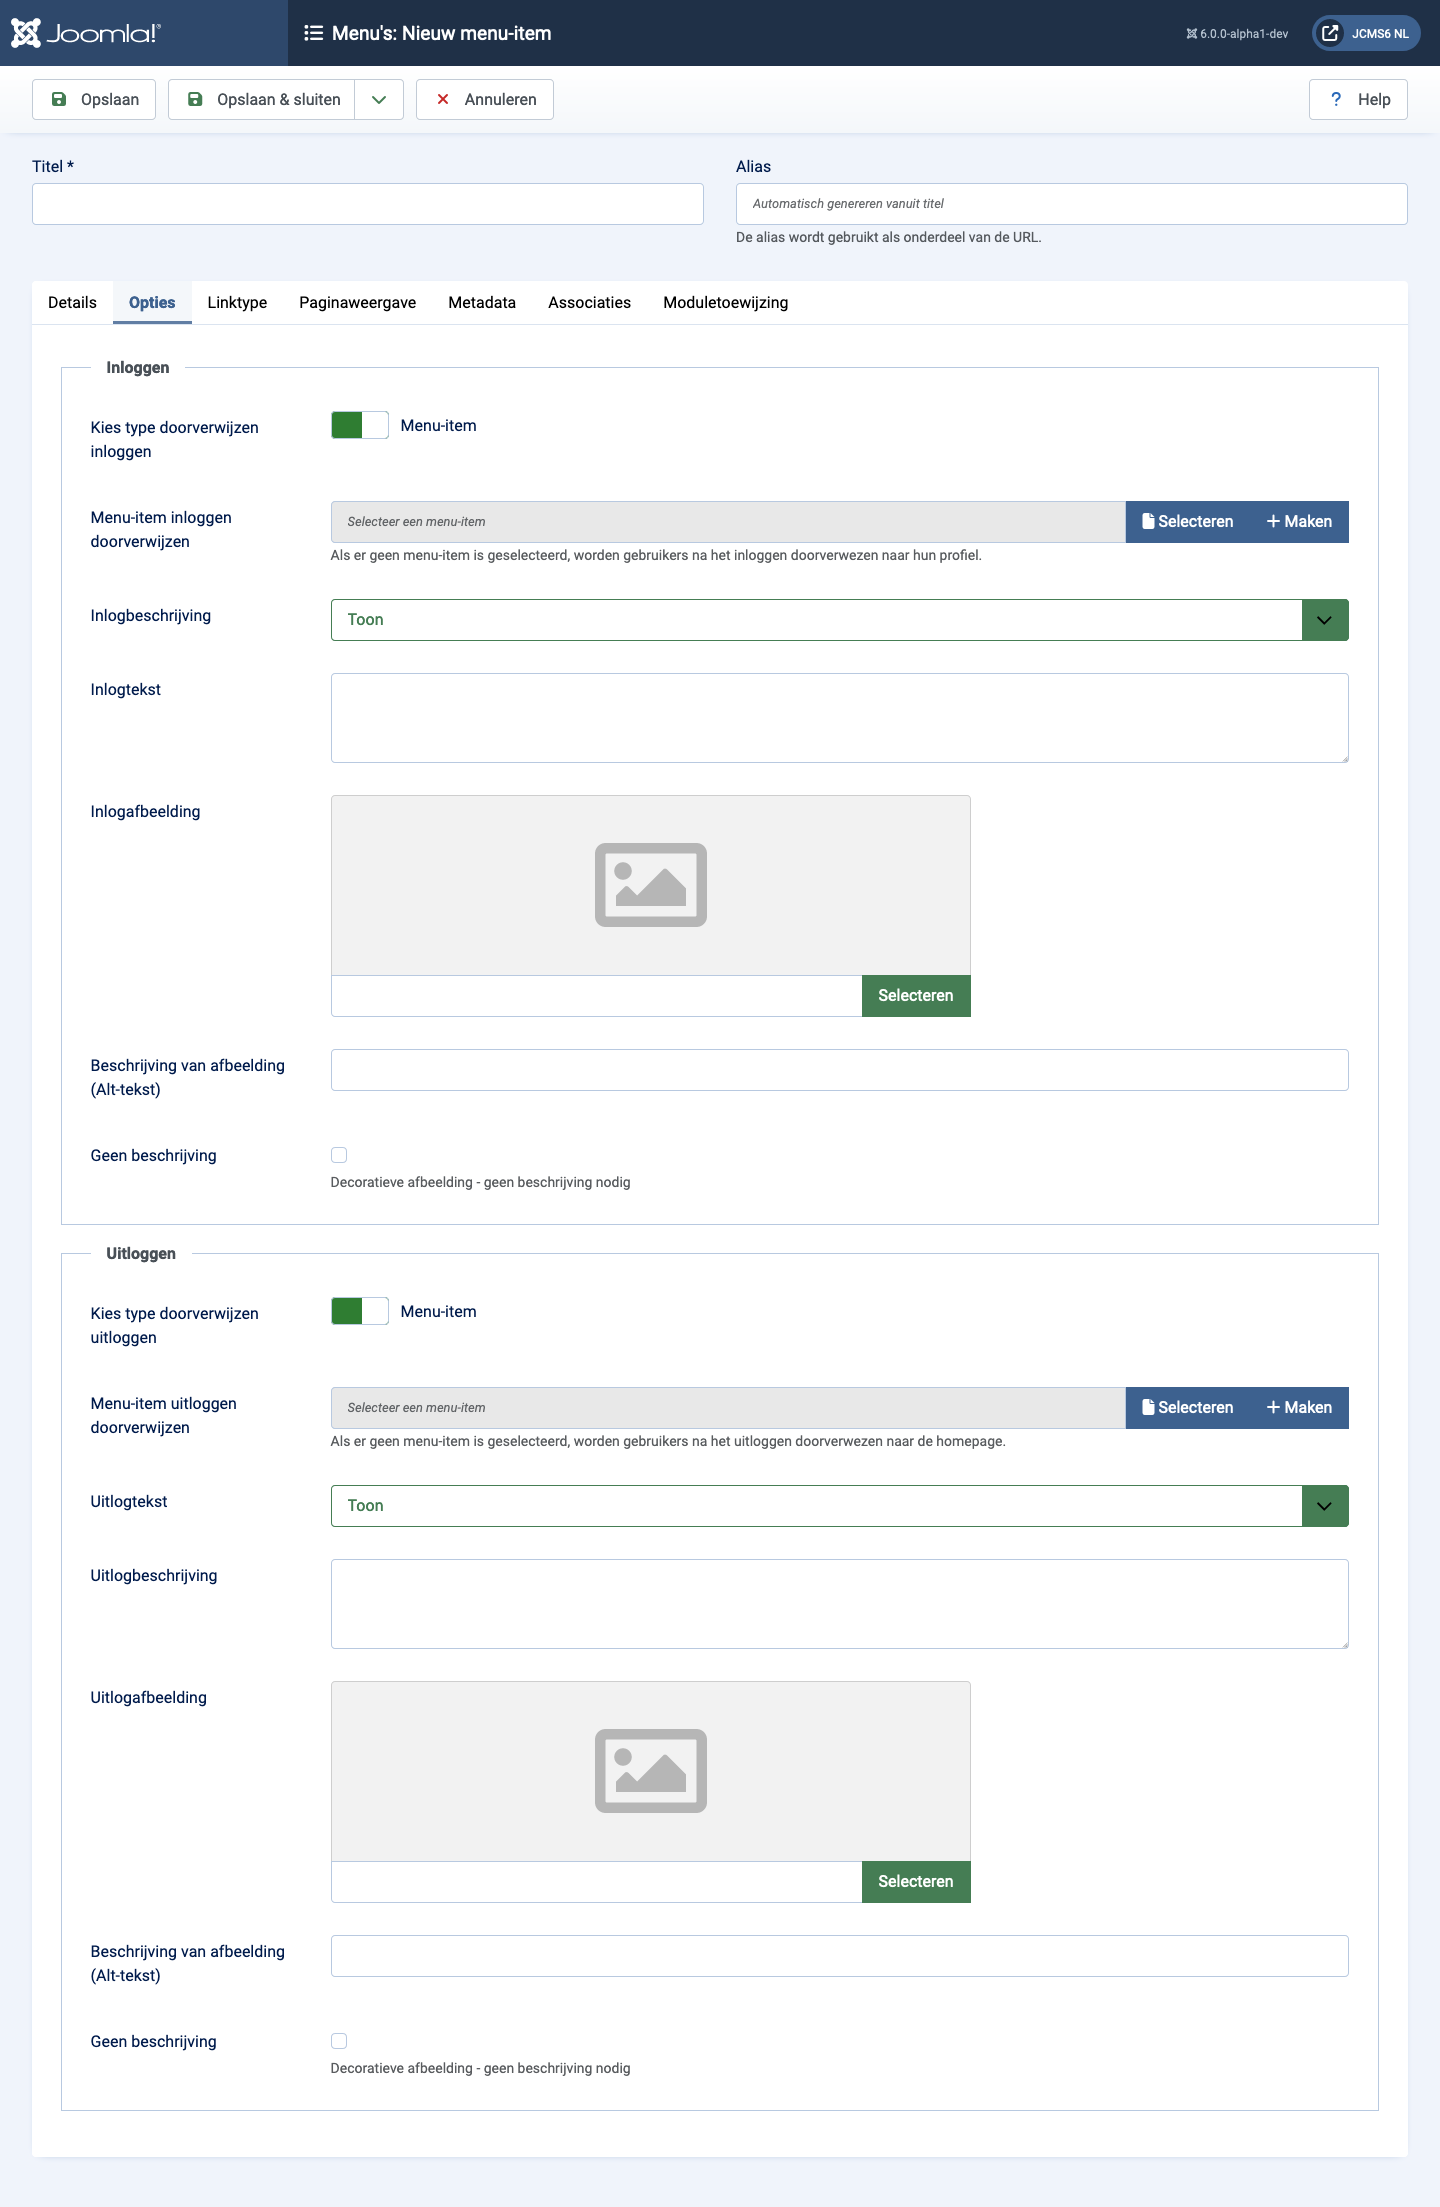 Joomla!®
Menu's: Nieuw menu-item
6.0.0-alpha1-dev
JCMS6 NL
Opslaan
Opslaan & sluiten
Annuleren
? Help
Titel *
Alias
Automatisch genereren vanuit titel
De alias wordt gebruikt als onderdeel van de URL.
Details
Opties
Linktype
Paginaweergave
Metadata
Associaties
Moduletoewijzing
Inloggen
Kies type doorverwijzen
inloggen
Menu-item
Menu-item inloggen
doorverwijzen
Selecteer een menu-item
Selecteren
+ Maken
Als er geen menu-item is geselecteerd, worden gebruikers na het inloggen doorverwezen naar hun profiel.
Inlogbeschrijving
Toon
Inlogtekst
Inlogafbeelding
Selecteren
Beschrijving van afbeelding
(Alt-tekst)
Geen beschrijving
Decoratieve afbeelding - geen beschrijving nodig
Uitloggen
Kies type doorverwijzen
uitloggen
Menu-item
Menu-item uitloggen
doorverwijzen
Selecteer een menu-item
Selecteren
+ Maken
Als er geen menu-item is geselecteerd, worden gebruikers na het uitloggen doorverwezen naar de homepage.
Uitlogtekst
Toon
Uitlogbeschrijving
Uitlogafbeelding
Selecteren
Beschrijving van afbeelding
(Alt-tekst)
Geen beschrijving
Decoratieve afbeelding - geen beschrijving nodig